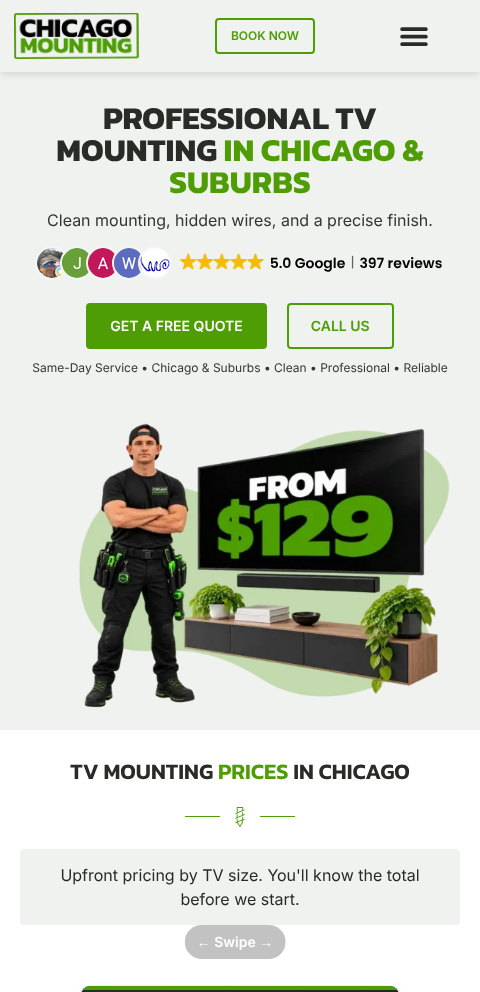 CHICAGO
MOUNTING
BOOK NOW
PROFESSIONAL TV
MOUNTING IN CHICAGO &
SUBURBS
Clean mounting, hidden wires, and a precise finish.
J A W
5.0 Google | 397 reviews
GET A FREE QUOTE
CALL US
Same-Day Service • Chicago & Suburbs • Clean • Professional • Reliable
CHICAGO
MOUNTING
FROM
$129
TV MOUNTING PRICES IN CHICAGO
Upfront pricing by TV size. You'll know the total
before we start.
← Swipe →